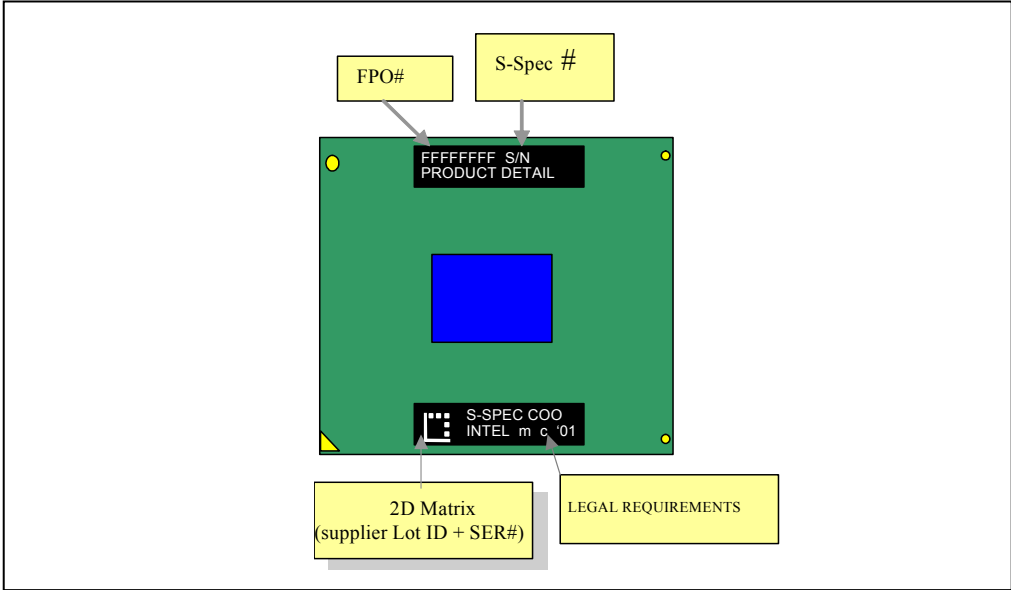 FPO#
S-Spec #
FFFFFFFF S/N
PRODUCT DETAIL
S-SPEC COO
INTEL m c '01
2D Matrix
(supplier Lot ID + SER#)
LEGAL REQUIREMENTS